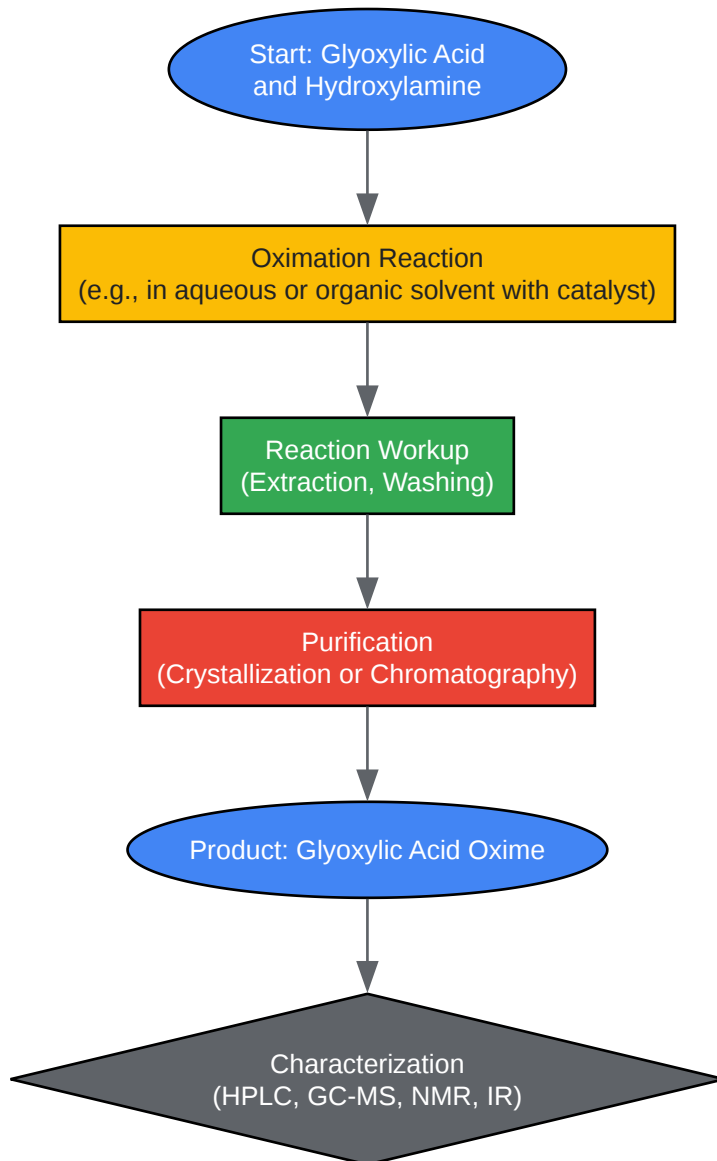 Start: Glyoxylic Acid
and Hydroxylamine
Oximation Reaction
(e.g., in aqueous or organic solvent with catalyst)
Reaction Workup
(Extraction, Washing)
Purification
(Crystallization or Chromatography)
Product: Glyoxylic Acid Oxime
Characterization
(HPLC, GC-MS, NMR, IR)